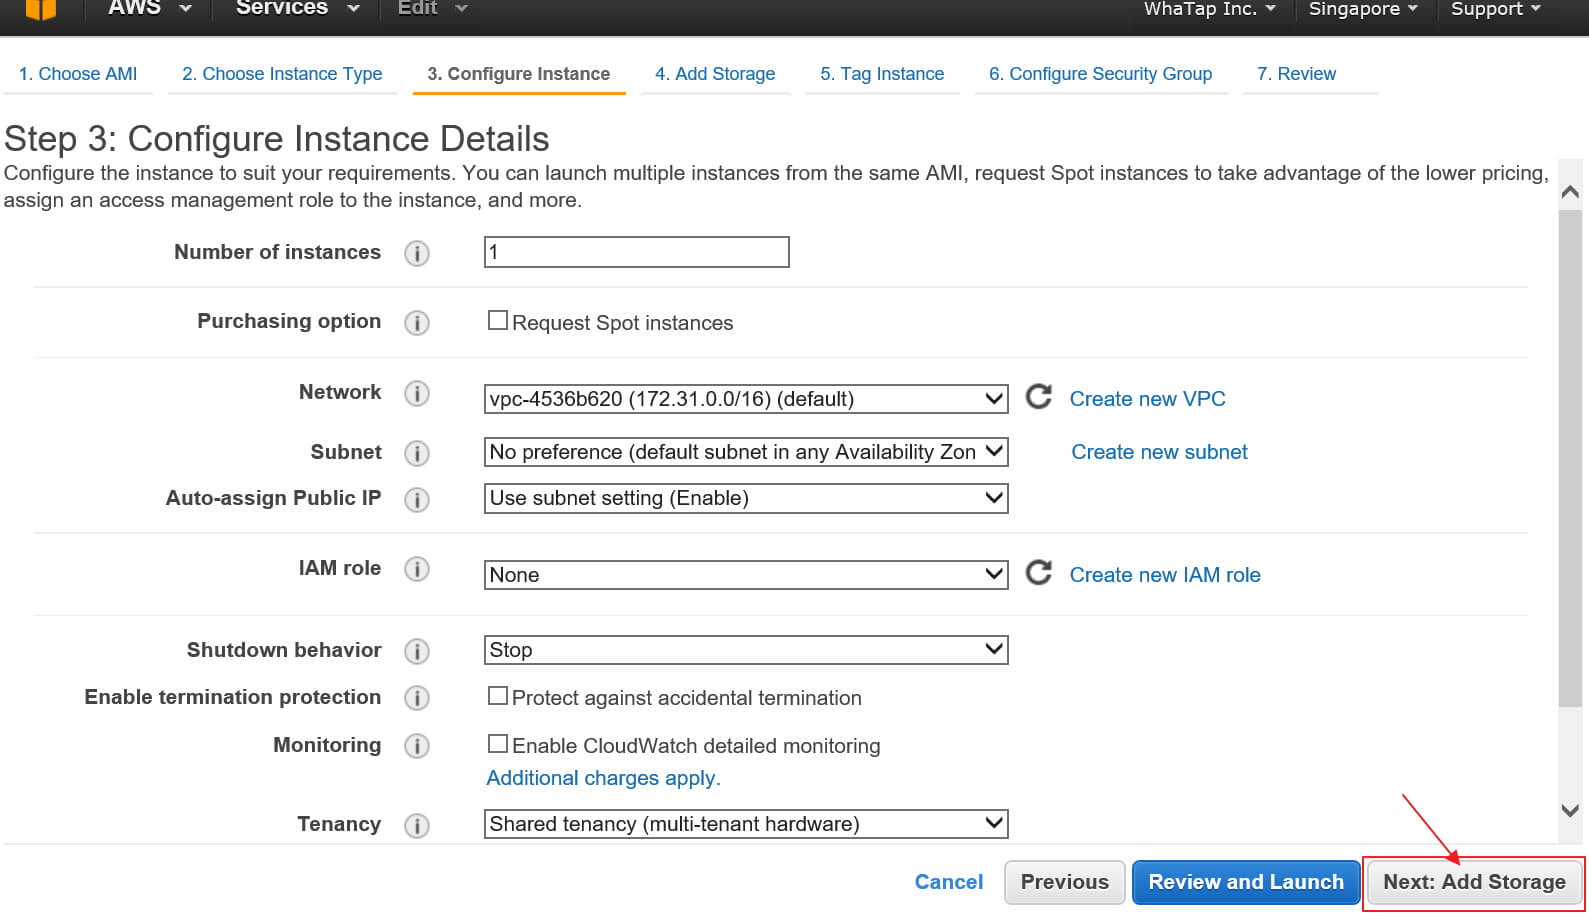 AWS Services Edit WhaTap Inc. Singapore Support
1. Choose AMI 2. Choose Instance Type 3. Configure Instance 4. Add Storage 5. Tag Instance 6. Configure Security Group 7. Review
Step 3: Configure Instance Details
Configure the instance to suit your requirements. You can launch multiple instances from the same AMI, request Spot instances to take advantage of the lower pricing,
assign an access management role to the instance, and more.
Number of instances i 1
Purchasing option i Request Spot instances
Network i vpc-4536b620 (172.31.0.0/16) (default) Create new VPC
Subnet i No preference (default subnet in any Availability Zon Create new subnet
Auto-assign Public IP i Use subnet setting (Enable)
IAM role i None Create new IAM role
Shutdown behavior i Stop
Enable termination protection i Protect against accidental termination
Monitoring i Enable CloudWatch detailed monitoring
Additional charges apply.
Tenancy i Shared tenancy (multi-tenant hardware)
Cancel Previous Review and Launch Next: Add Storage